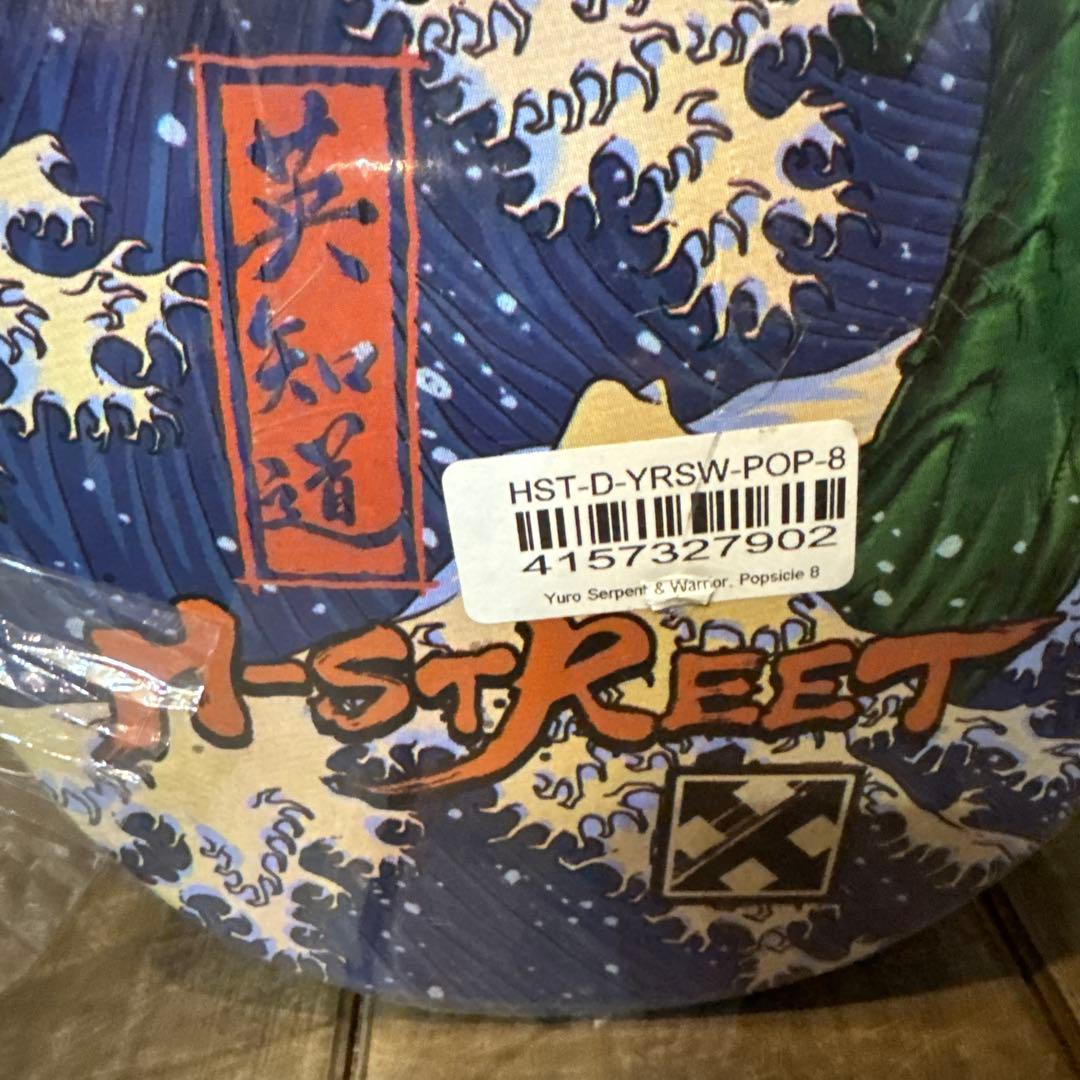 英知道
HST-D-YRSW-POP-8
4157327902
Yuro Serpent & Warrior. Popsicle 8
H-STREET